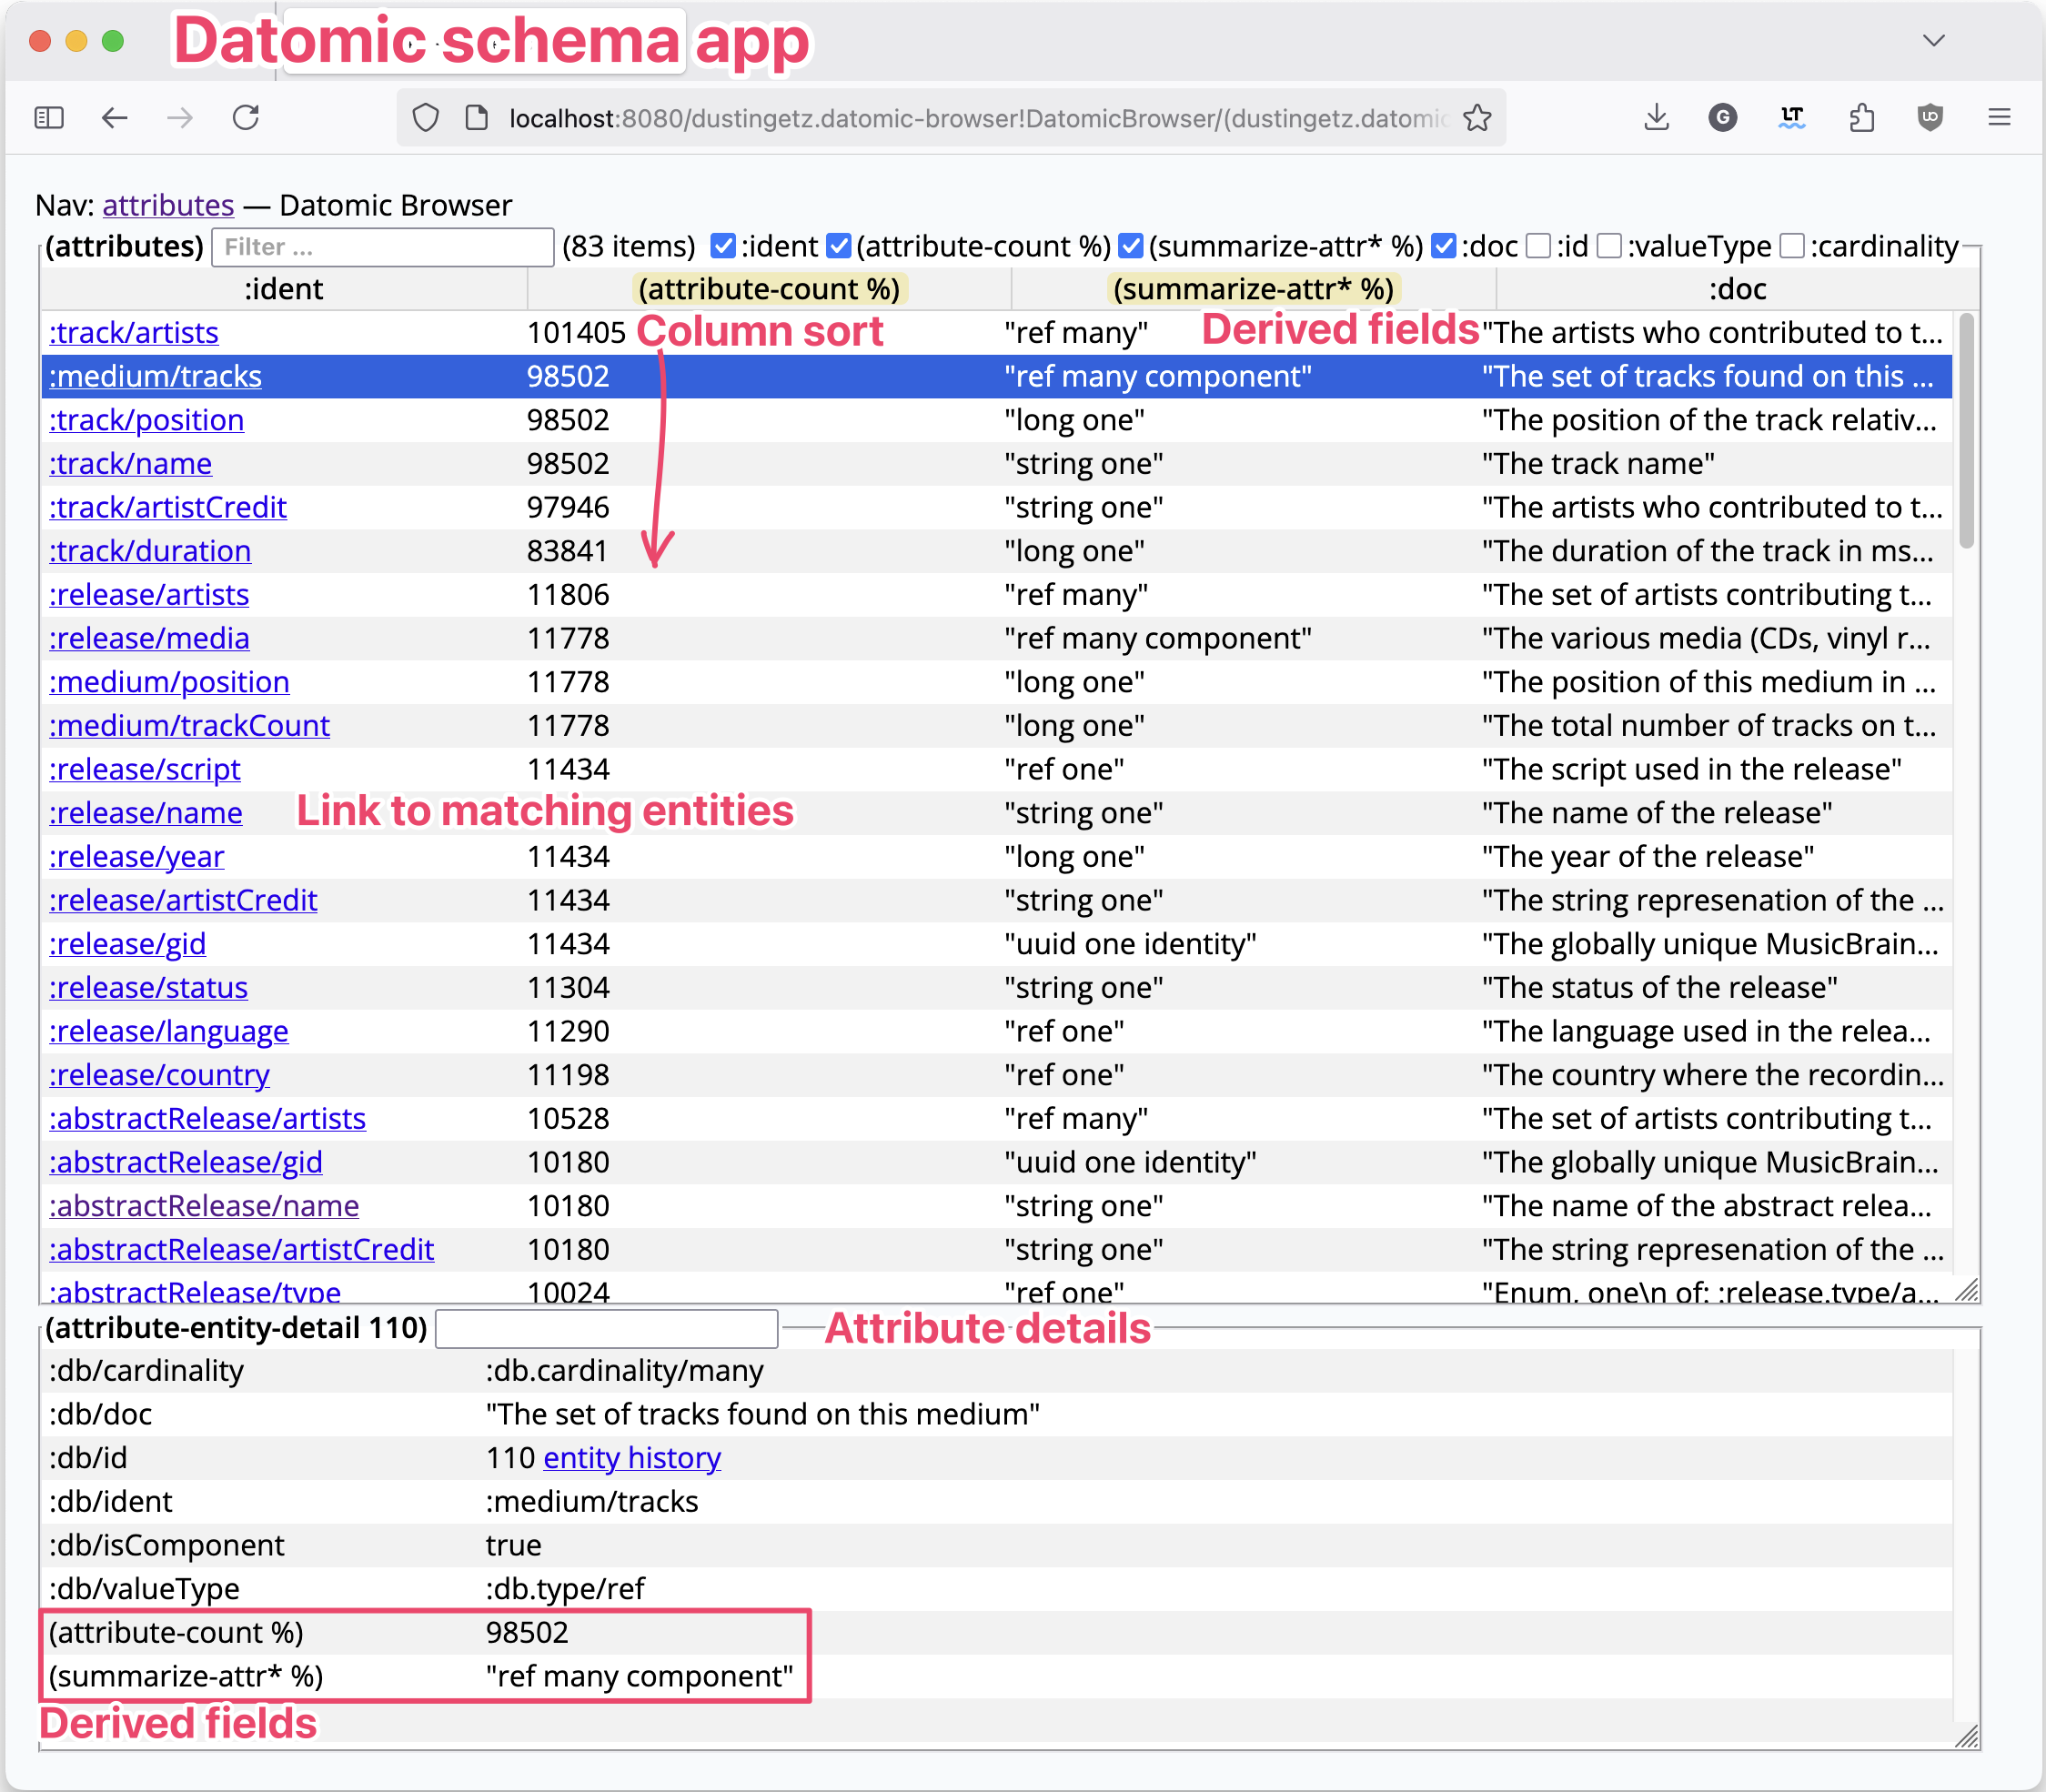 Datomic schema app
localhost:8080/dustingetz.datomic-browser!DatomicBrowser/(dustingetz.datomic
G LT UO
Nav: attributes — Datomic Browser
(attributes) Filter ... (83 items) :ident (attribute-count %) (summarize-attr* %) :doc :id :valueType :cardinality
:ident (attribute-count %) (summarize-attr* %) :doc
:track/artists 101405 Column sort "ref many" Derived fields "The artists who contributed to t...
:medium/tracks 98502 "ref many component" "The set of tracks found on this ...
:track/position 98502 "long one" "The position of the track relativ...
:track/name 98502 "string one" "The track name"
:track/artistCredit 97946 "string one" "The artists who contributed to t...
:track/duration 83841 "long one" "The duration of the track in ms...
:release/artists 11806 "ref many" "The set of artists contributing t...
:release/media 11778 "ref many component" "The various media (CDs, vinyl r...
:medium/position 11778 "long one" "The position of this medium in ...
:medium/trackCount 11778 "long one" "The total number of tracks on t...
:release/script 11434 "ref one" "The script used in the release"
:release/name Link to matching entities "string one" "The name of the release"
:release/year 11434 "long one" "The year of the release"
:release/artistCredit 11434 "string one" "The string represenation of the ...
:release/gid 11434 "uuid one identity" "The globally unique MusicBrain...
:release/status 11304 "string one" "The status of the release"
:release/language 11290 "ref one" "The language used in the relea...
:release/country 11198 "ref one" "The country where the recordin...
:abstractRelease/artists 10528 "ref many" "The set of artists contributing t...
:abstractRelease/gid 10180 "uuid one identity" "The globally unique MusicBrain...
:abstractRelease/name 10180 "string one" "The name of the abstract relea...
:abstractRelease/artistCredit 10180 "string one" "The string represenation of the ...
:abstractRelease/type 10024 "ref one" "Enum, one\n of: :release.type/a...
(attribute-entity-detail 110) Attribute details
:db/cardinality :db.cardinality/many
:db/doc "The set of tracks found on this medium"
:db/id 110 entity history
:db/ident :medium/tracks
:db/isComponent true
:db/valueType :db.type/ref
(attribute-count %) 98502
(summarize-attr* %) "ref many component"
Derived fields